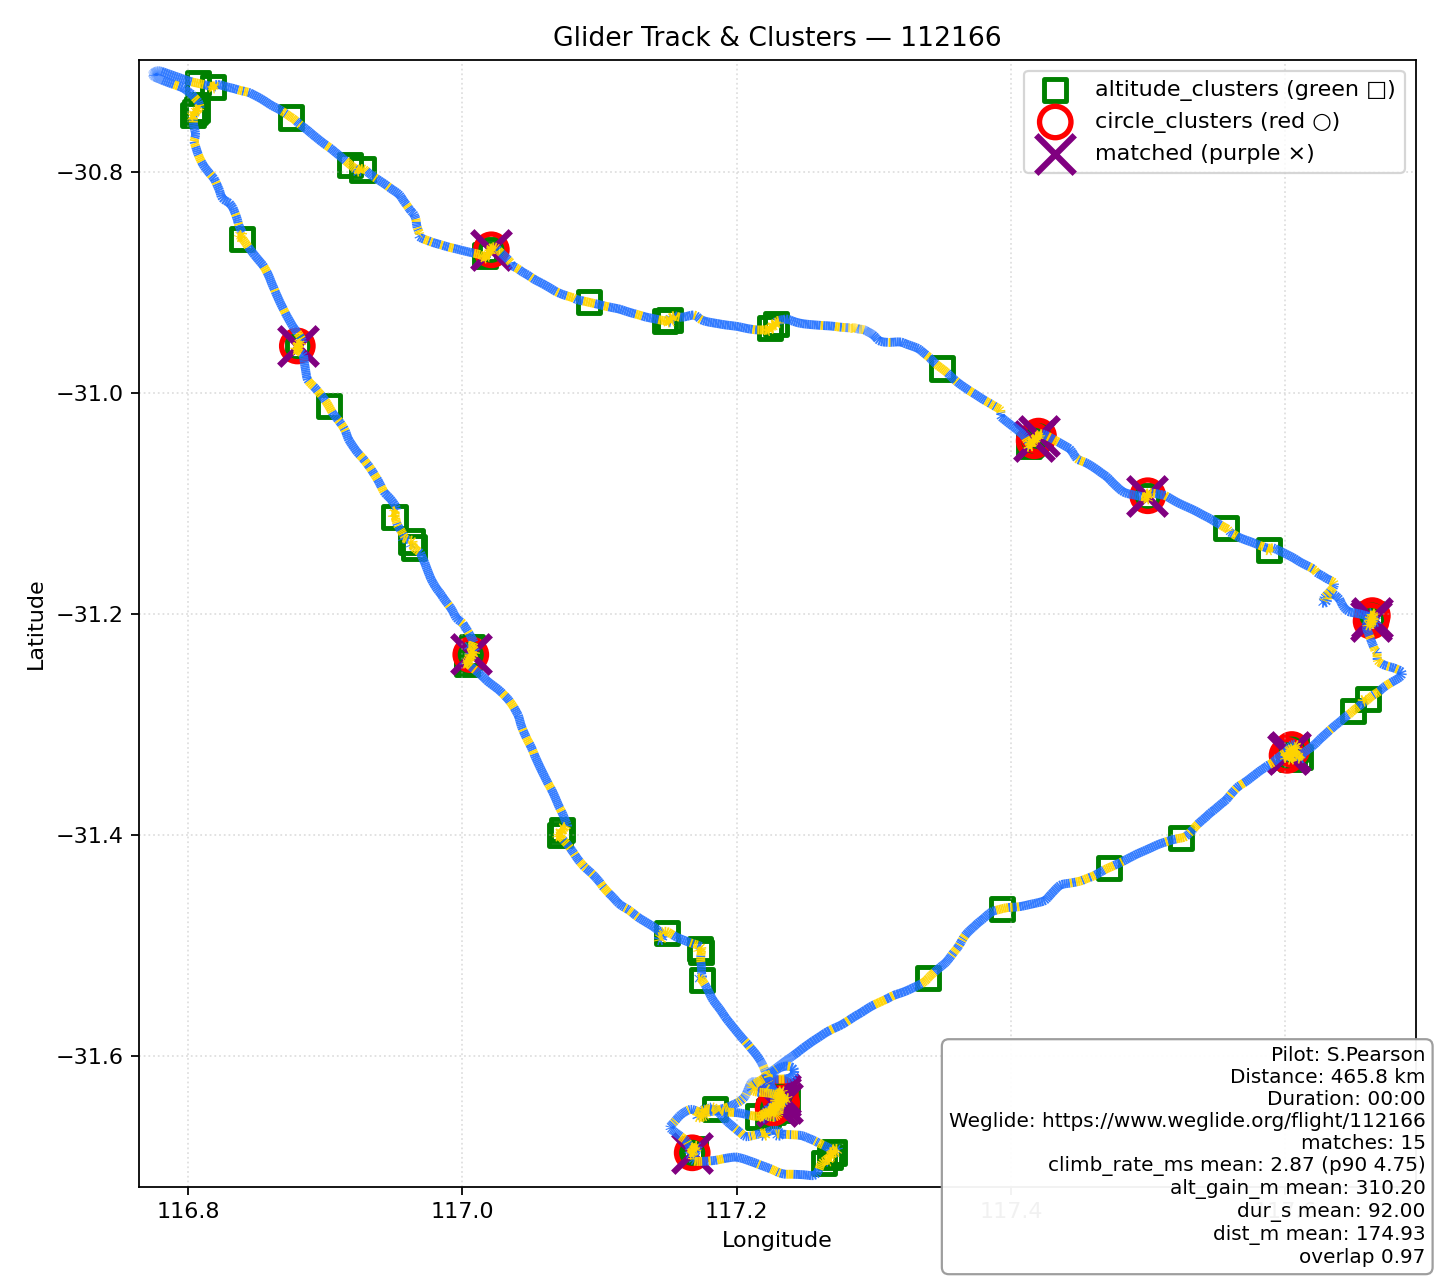 Glider Track & Clusters — 112166
altitude_clusters (green □)
circle_clusters (red ○)
matched (purple ×)
Latitude
−30.8
−31.0
−31.2
−31.4
−31.6
116.8
117.0
117.2
117.4
Longitude
Pilot: S.Pearson
Distance: 465.8 km
Duration: 00:00
Weglide: https://www.weglide.org/flight/112166
matches: 15
climb_rate_ms mean: 2.87 (p90 4.75)
alt_gain_m mean: 310.20
dur_s mean: 92.00
dist_m mean: 174.93
overlap 0.97